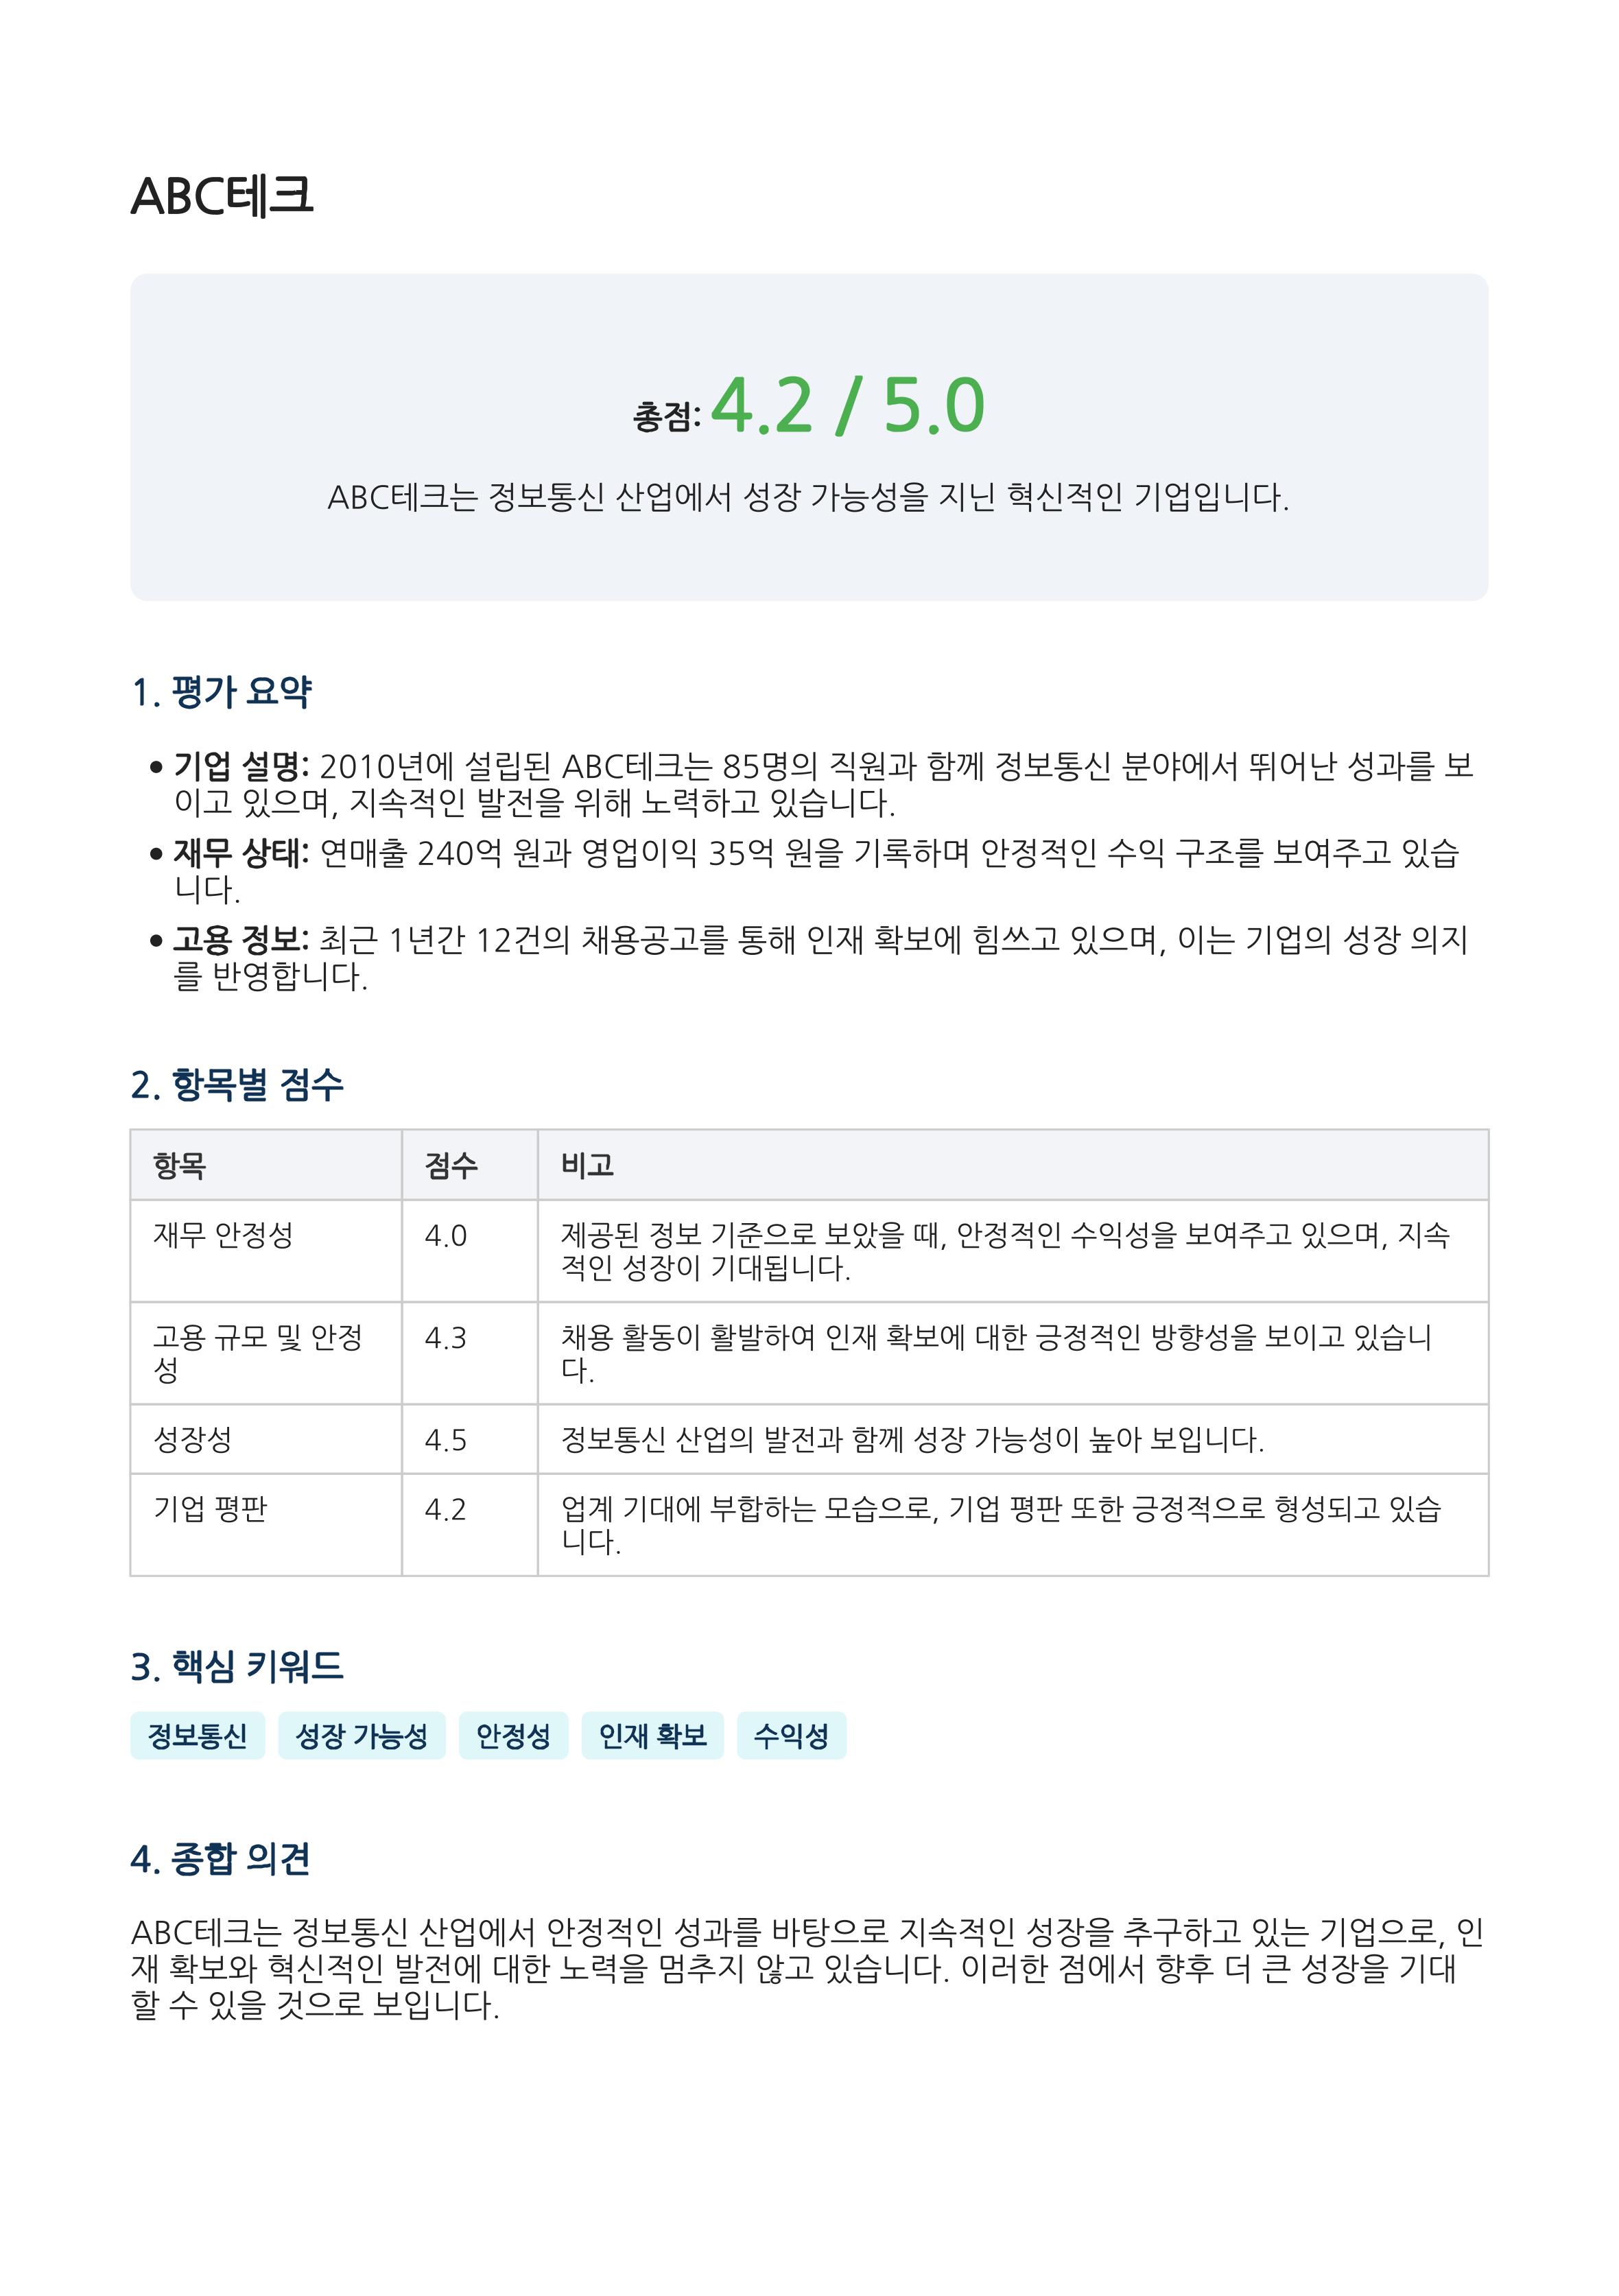 ABC테크
총점: 4.2 / 5.0
ABC테크는 정보통신 산업에서 성장 가능성을 지닌 혁신적인 기업입니다.
1. 평가 요약
• 기업 설명: 2010년에 설립된 ABC테크는 85명의 직원과 함께 정보통신 분야에서 뛰어난 성과를 보
이고 있으며, 지속적인 발전을 위해 노력하고 있습니다.
• 재무 상태: 연매출 240억 원과 영업이익 35억 원을 기록하며 안정적인 수익 구조를 보여주고 있습
니다.
• 고용 정보: 최근 1년간 12건의 채용공고를 통해 인재 확보에 힘쓰고 있으며, 이는 기업의 성장 의지
를 반영합니다.
2. 항목별 점수
항목 점수 비고
재무 안정성 4.0 제공된 정보 기준으로 보았을 때, 안정적인 수익성을 보여주고 있으며, 지속
적인 성장이 기대됩니다.
고용 규모 및 안정 4.3 채용 활동이 활발하여 인재 확보에 대한 긍정적인 방향성을 보이고 있습니
성 다.
성장성 4.5 정보통신 산업의 발전과 함께 성장 가능성이 높아 보입니다.
기업 평판 4.2 업계 기대에 부합하는 모습으로, 기업 평판 또한 긍정적으로 형성되고 있습
니다.
3. 핵심 키워드
정보통신 성장 가능성 안정성 인재 확보 수익성
4. 종합 의견
ABC테크는 정보통신 산업에서 안정적인 성과를 바탕으로 지속적인 성장을 추구하고 있는 기업으로, 인
재 확보와 혁신적인 발전에 대한 노력을 멈추지 않고 있습니다. 이러한 점에서 향후 더 큰 성장을 기대
할 수 있을 것으로 보입니다.